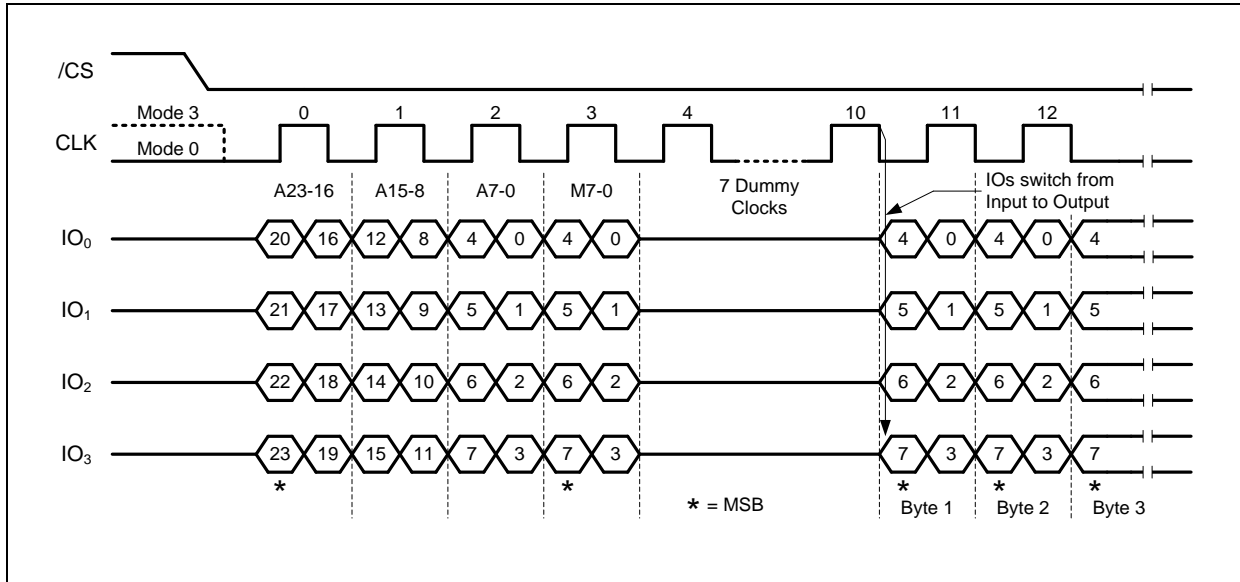 /CS
Mode 3 0 1 2 3 4 10 11 12
CLK
Mode 0
A23-16 A15-8 A7-0 M7-0 7 Dummy
Clocks
IOs switch from
Input to Output
IO0 20 16 12 8 4 0 4 0 4 0 4 0 4
IO1 21 17 13 9 5 1 5 1 5 1 5 1 5
IO2 22 18 14 10 6 2 6 2 6 2 6 2 6
IO3 23 19 15 11 7 3 7 3 7 3 7 3 7
* * * * *
* = MSB Byte 1 Byte 2 Byte 3